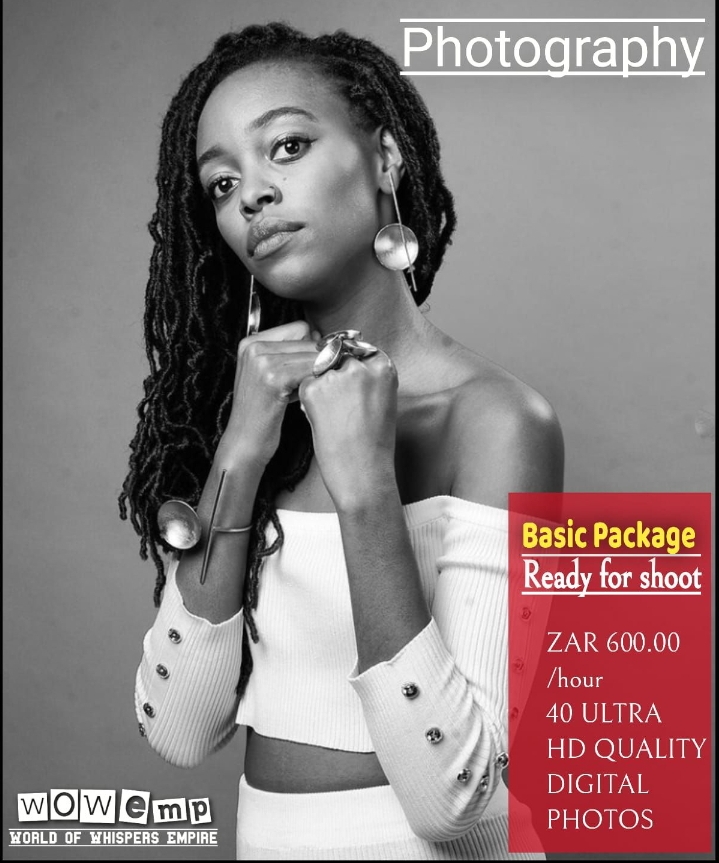 Photography
Basic Package
Ready for shoot
ZAR 600.00
/hour
40 ULTRA
HD QUALITY
DIGITAL
PHOTOS
wOWemp
WORLD OF WHISPERS EMPIRE